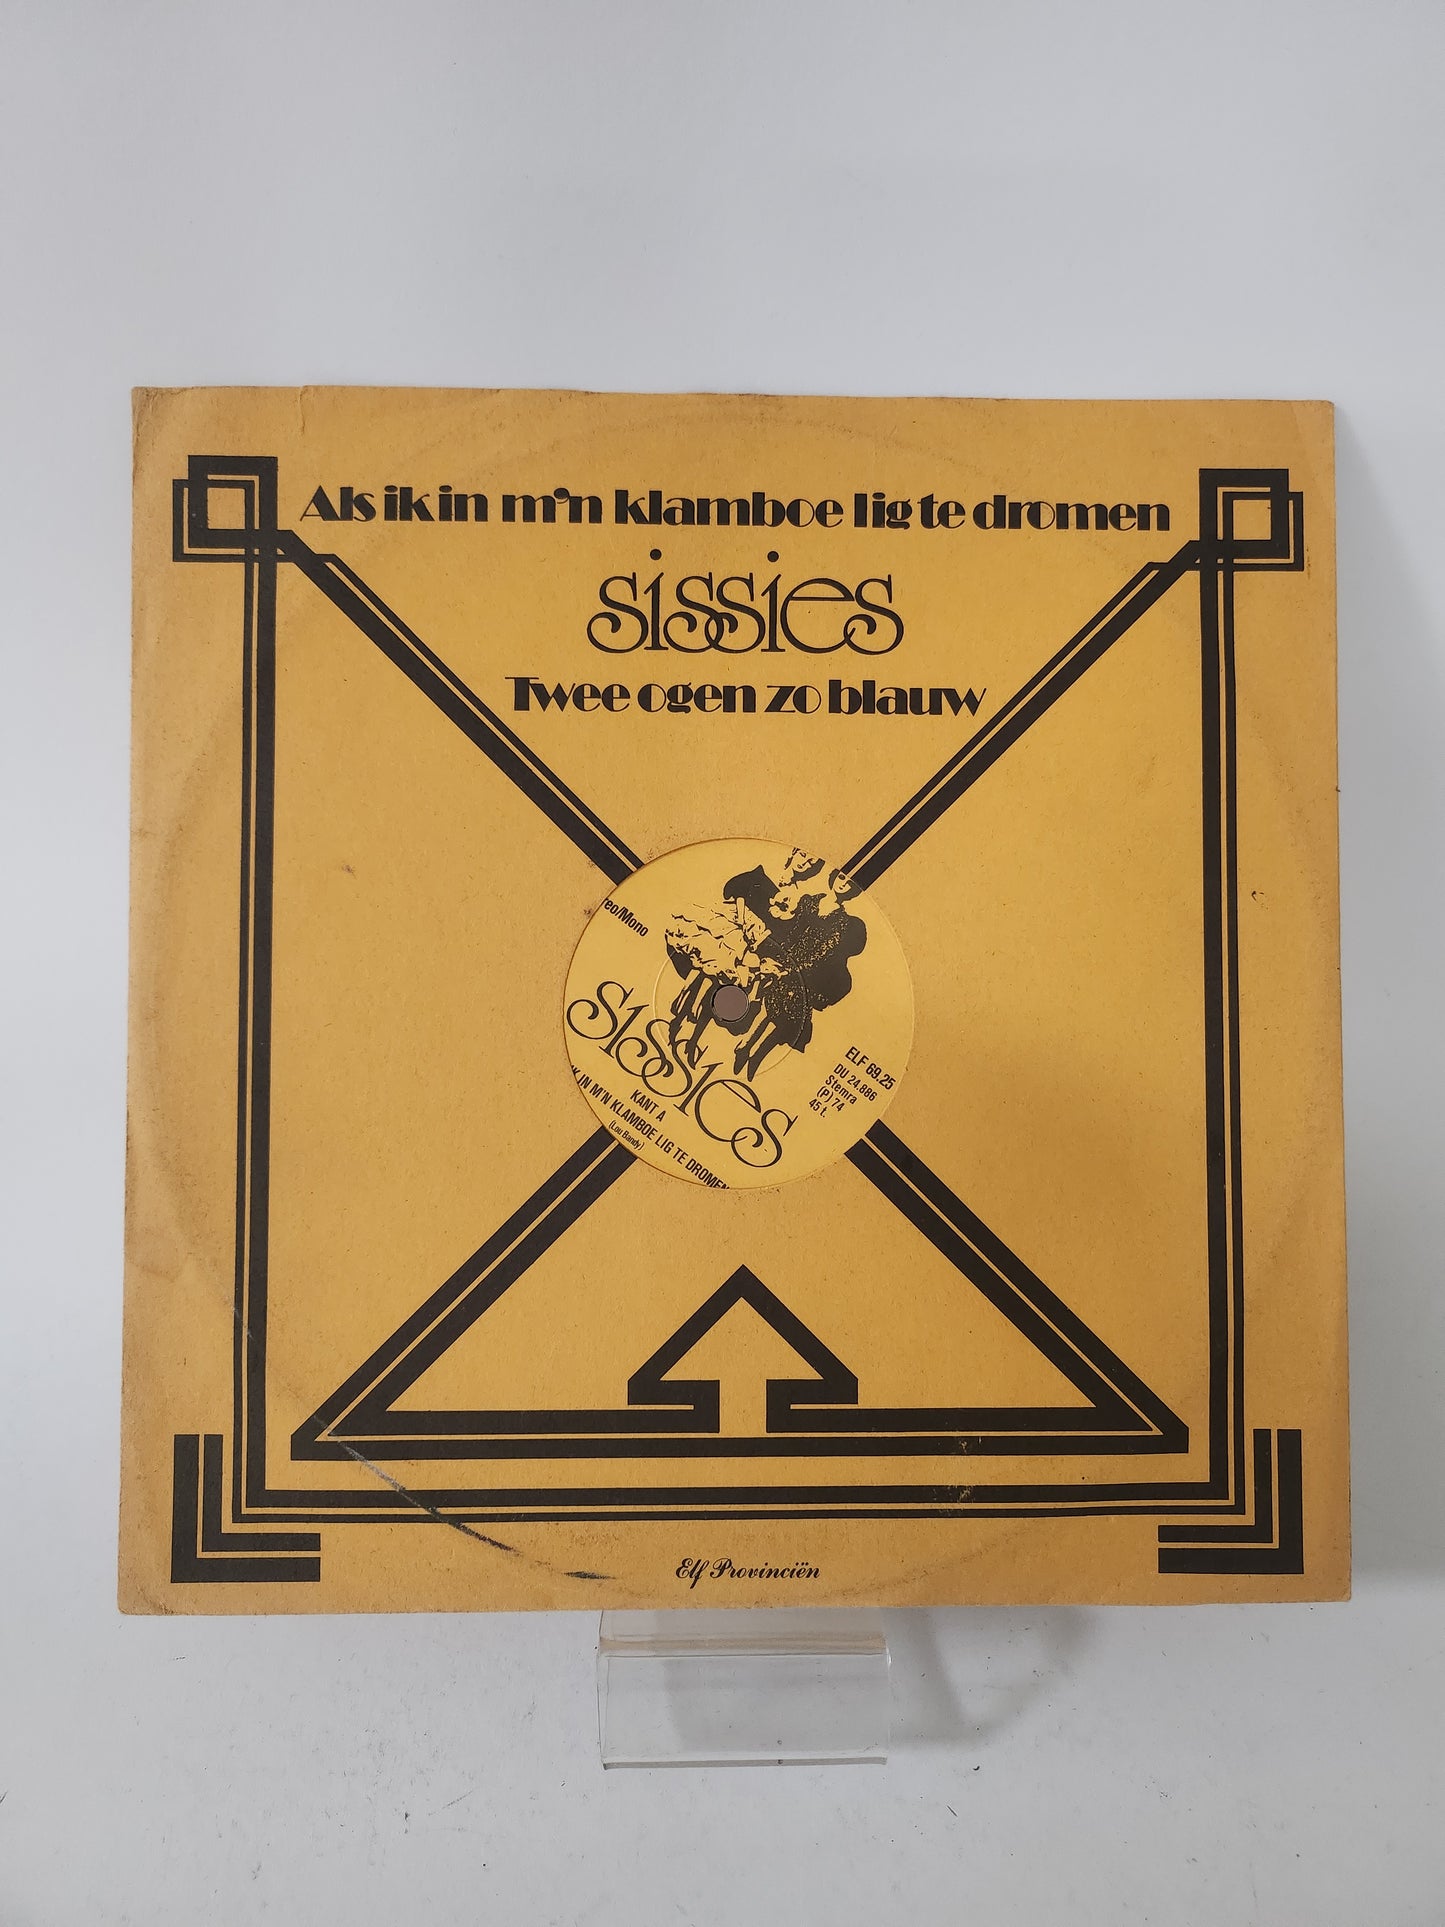 Als ik in m'n klamboe lig te dromen
sissies
Twee ogen zo blauw
reo/Mono
sissies
ELF 69.25
DU 24.886
Stemra
(P) 74
45 t.
KANT A
K IN M'N KLAMBOE LIG TE DROMEN
(Lou Bandy)
Elf Provinciën